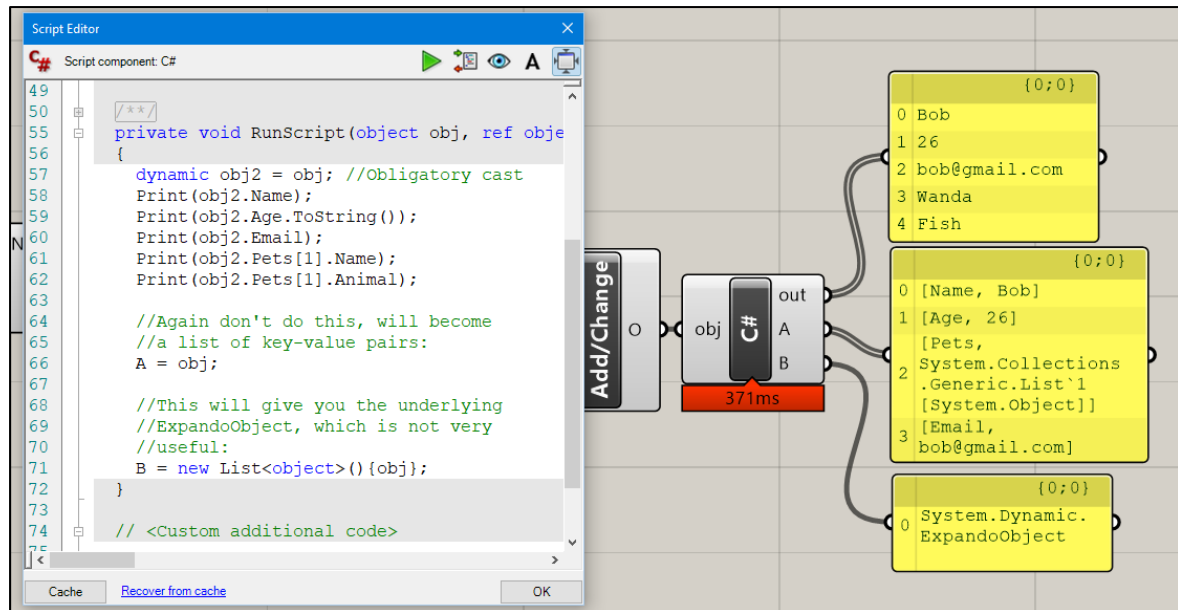 Script Editor
C# Script component: C# A
49
50 /**/
55 private void RunScript(object obj, ref obje
56 {
57 dynamic obj2 = obj; //Obligatory cast
58 Print(obj2.Name);
59 Print(obj2.Age.ToString());
60 Print(obj2.Email);
61 Print(obj2.Pets[1].Name);
62 Print(obj2.Pets[1].Animal);
63
64 //Again don't do this, will become
65 //a list of key-value pairs:
66 A = obj;
67
68 //This will give you the underlying
69 //ExpandoObject, which is not very
70 //useful:
71 B = new List<object>(){obj};
72 }
73
74 // <Custom additional code>
75
Cache Recover from cache OK
N
Add/Change O
obj C# out
A
B
371ms
{0;0}
0 Bob
1 26
2 bob@gmail.com
3 Wanda
4 Fish
{0;0}
0 [Name, Bob]
1 [Age, 26]
2 [Pets,
System.Collections
.Generic.List`1
[System.Object]]
3 [Email,
bob@gmail.com]
{0;0}
0 System.Dynamic.
ExpandoObject